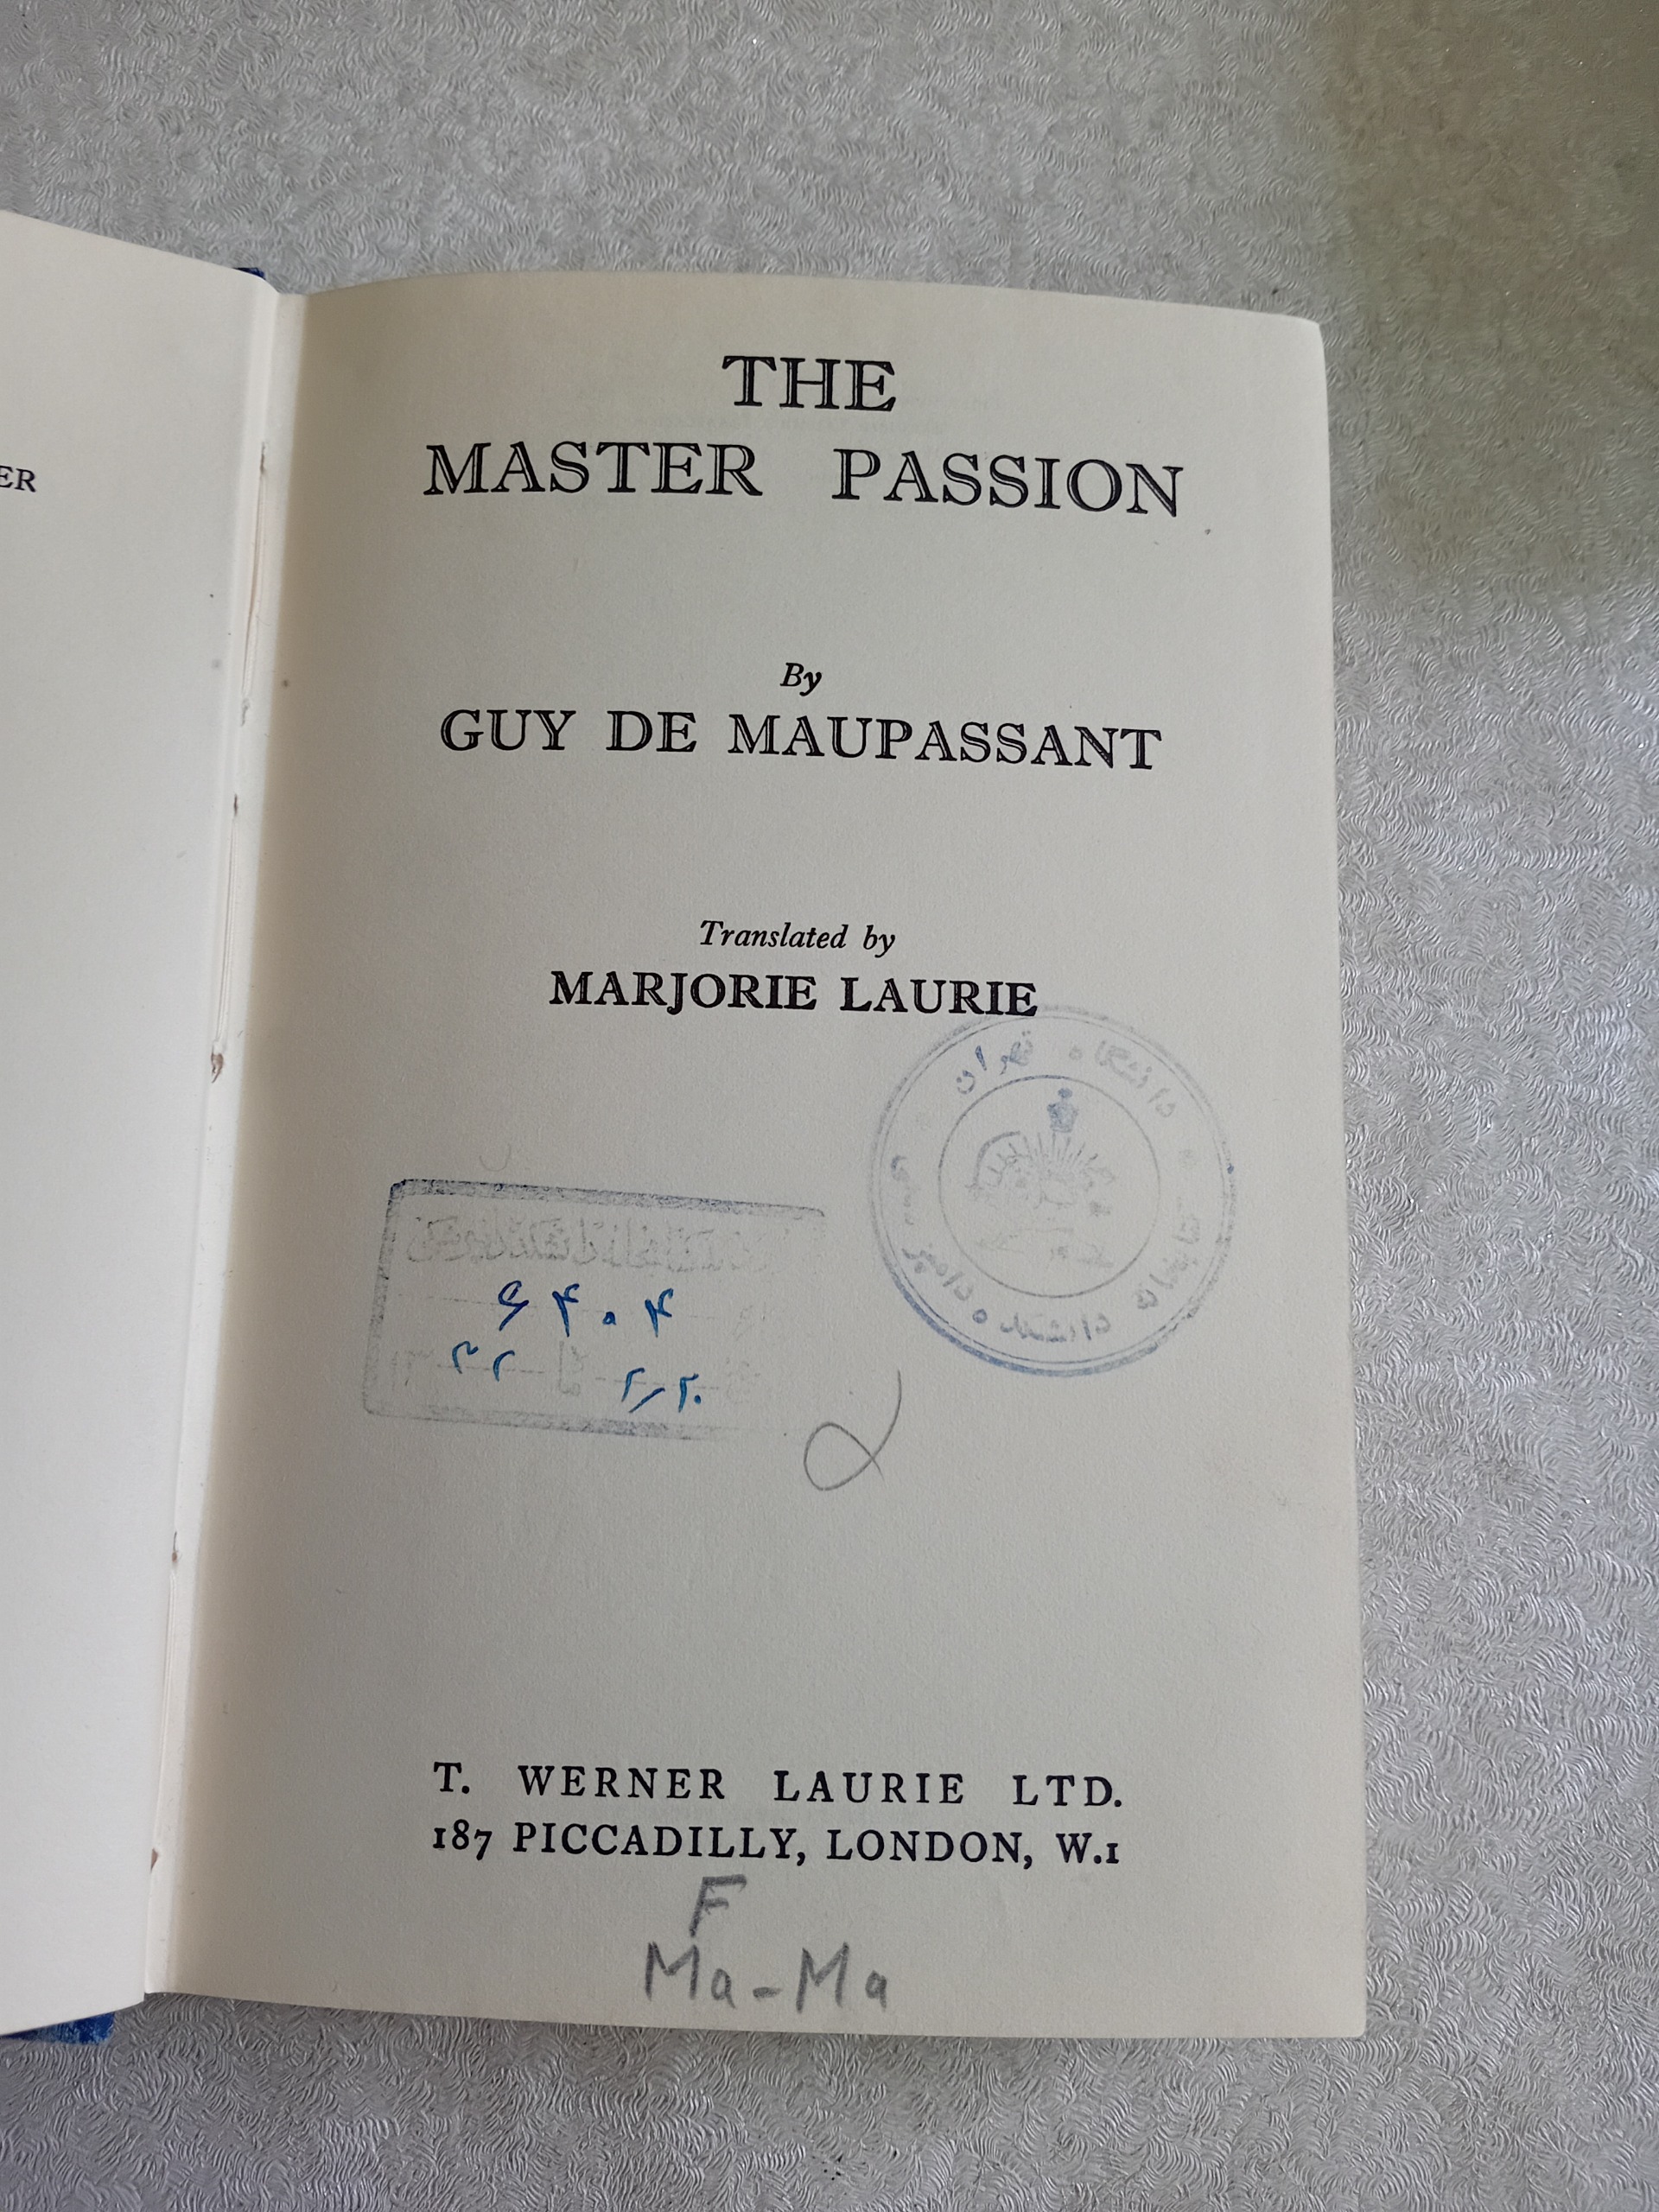 ER
THE
MASTER PASSION
By
GUY DE MAUPASSANT
Translated by
MARJORIE LAURIE
دانشگاه تهران
۶۴۰۴
T. WERNER LAURIE LTD.
187 PICCADILLY, LONDON, W.1
F
Ma-Ma